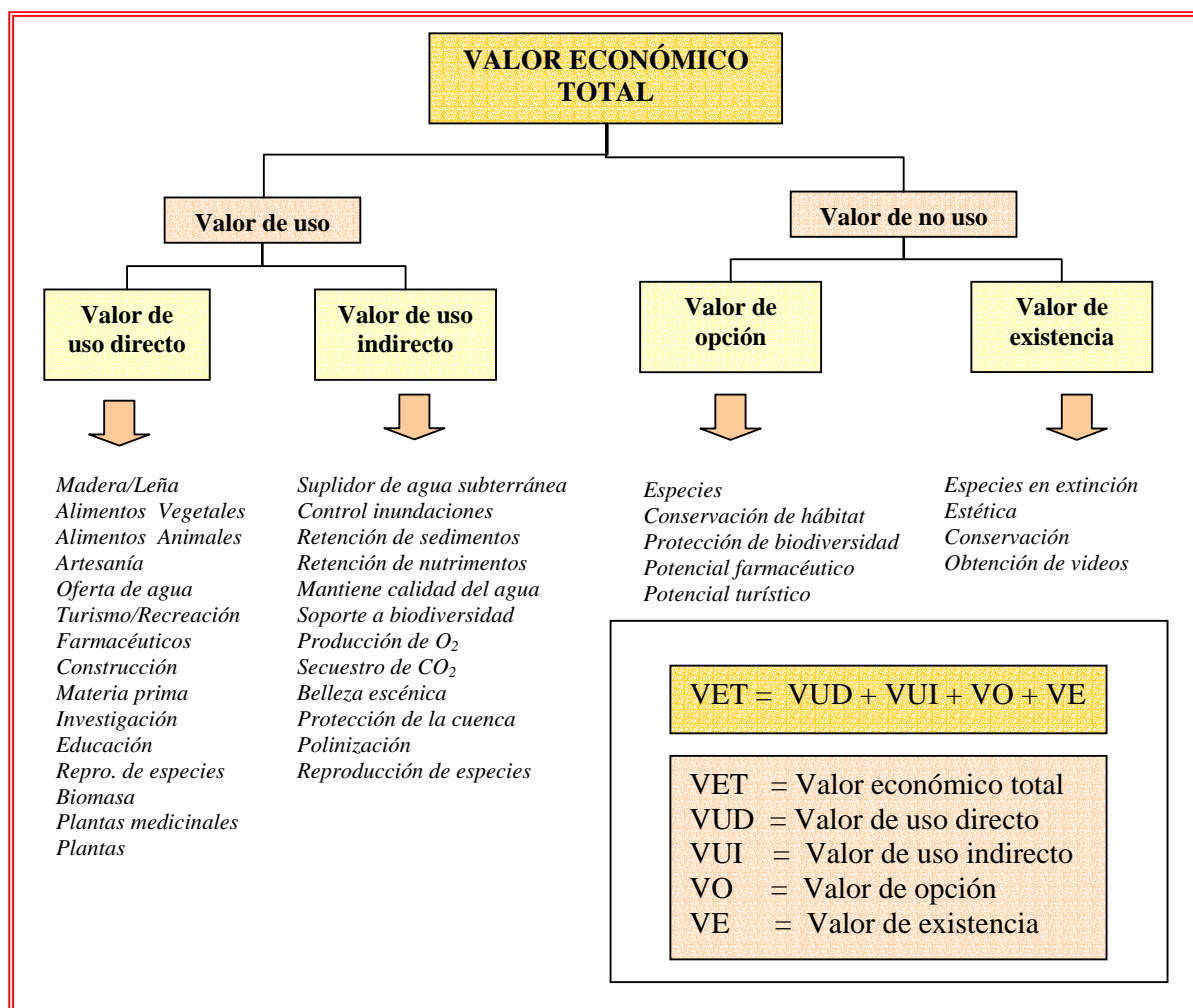 VALOR ECONÓMICO
TOTAL
Valor de uso
Valor de no uso
Valor de
uso directo
Valor de uso
indirecto
Valor de
opción
Valor de
existencia
Madera/Leña
Alimentos Vegetales
Alimentos Animales
Artesanía
Oferta de agua
Turismo/Recreación
Farmacéuticos
Construcción
Materia prima
Investigación
Educación
Repro. de especies
Biomasa
Plantas medicinales
Plantas
Suplidor de agua subterránea
Control inundaciones
Retención de sedimentos
Retención de nutrimentos
Mantiene calidad del agua
Soporte a biodiversidad
Producción de O₂
Secuestro de CO₂
Belleza escénica
Protección de la cuenca
Polinización
Reproducción de especies
Especies
Conservación de hábitat
Protección de biodiversidad
Potencial farmacéutico
Potencial turístico
Especies en extinción
Estética
Conservación
Obtención de videos
VET = VUD + VUI + VO + VE
VET = Valor económico total
VUD = Valor de uso directo
VUI = Valor de uso indirecto
VO = Valor de opción
VE = Valor de existencia